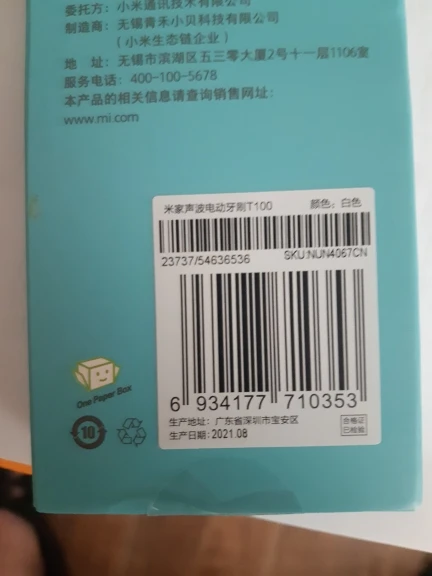 委托方：小米通讯技术有限公司
制造商：无锡青禾小贝科技有限公司
（小米生态链企业）
地 址：无锡市滨湖区五三零大厦2号十一层1106室
服务电话：400-100-5678
本产品的相关信息请查询销售网址：
www.mi.com
米家声波电动牙刷T100 颜色：白色
23737/54636536 SKU:NUN4067CN
6 934177 710353
生产地址：广东省深圳市宝安区
生产日期：2021.08
合格证
已检验
One Paper Box
10